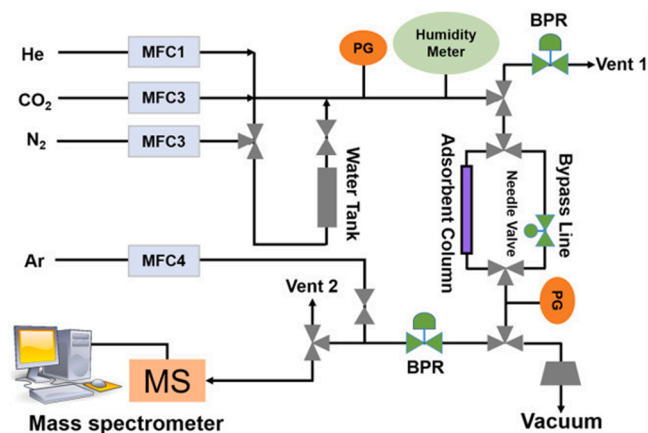 He
MFC1
CO₂
MFC3
N₂
MFC3
PG
Humidity
Meter
BPR
Vent 1
Water Tank
Adsorbent Column
Needle Valve
Bypass Line
Ar
MFC4
Vent 2
PG
BPR
MS
Mass spectrometer
Vacuum